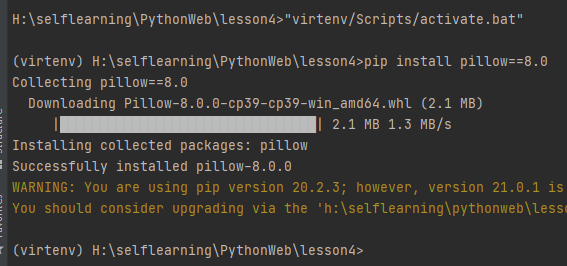 H:\selflearning\PythonWeb\lesson4>"virtenv/Scripts/activate.bat"
(virtenv) H:\selflearning\PythonWeb\lesson4>pip install pillow==8.0
Collecting pillow==8.0
Downloading Pillow-8.0.0-cp39-cp39-win_amd64.whl (2.1 MB)
|████████████████████████████████| 2.1 MB 1.3 MB/s
Installing collected packages: pillow
Successfully installed pillow-8.0.0
WARNING: You are using pip version 20.2.3; however, version 21.0.1 is
You should consider upgrading via the 'h:\selflearning\pythonweb\less
(virtenv) H:\selflearning\PythonWeb\lesson4>